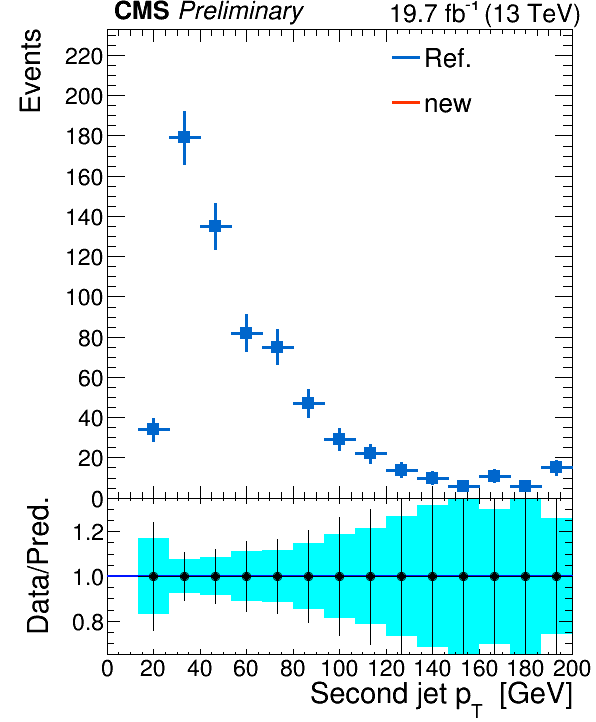 CMS Preliminary 19.7 fb-1 (13 TeV)
Events
Ref.
new
220
200
180
160
140
120
100
80
60
40
20
0
Data/Pred.
1.2
1.0
0.8
0 20 40 60 80 100 120 140 160 180 200
Second jet pT [GeV]